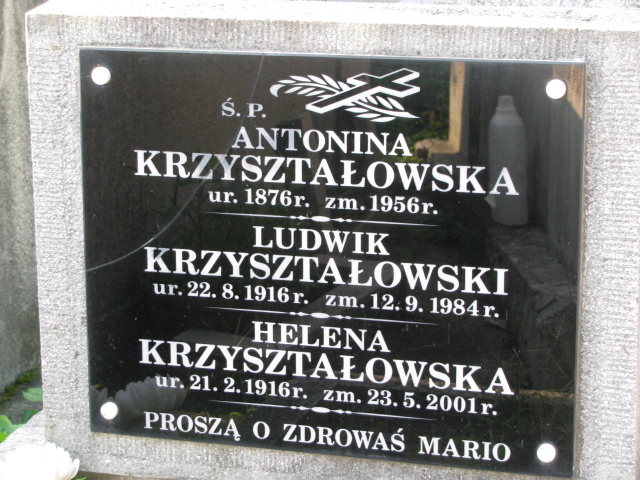 Ś. P.
ANTONINA
KRZYSZTAŁOWSKA
ur. 1876 r. zm. 1956 r.
LUDWIK
KRZYSZTAŁOWSKI
ur. 22. 8. 1916 r. zm. 12. 9. 1984 r.
HELENA
KRZYSZTAŁOWSKA
ur. 21. 2. 1916r. zm. 23. 5. 2001 r.
PROSZĄ O ZDROWAŚ MARIO